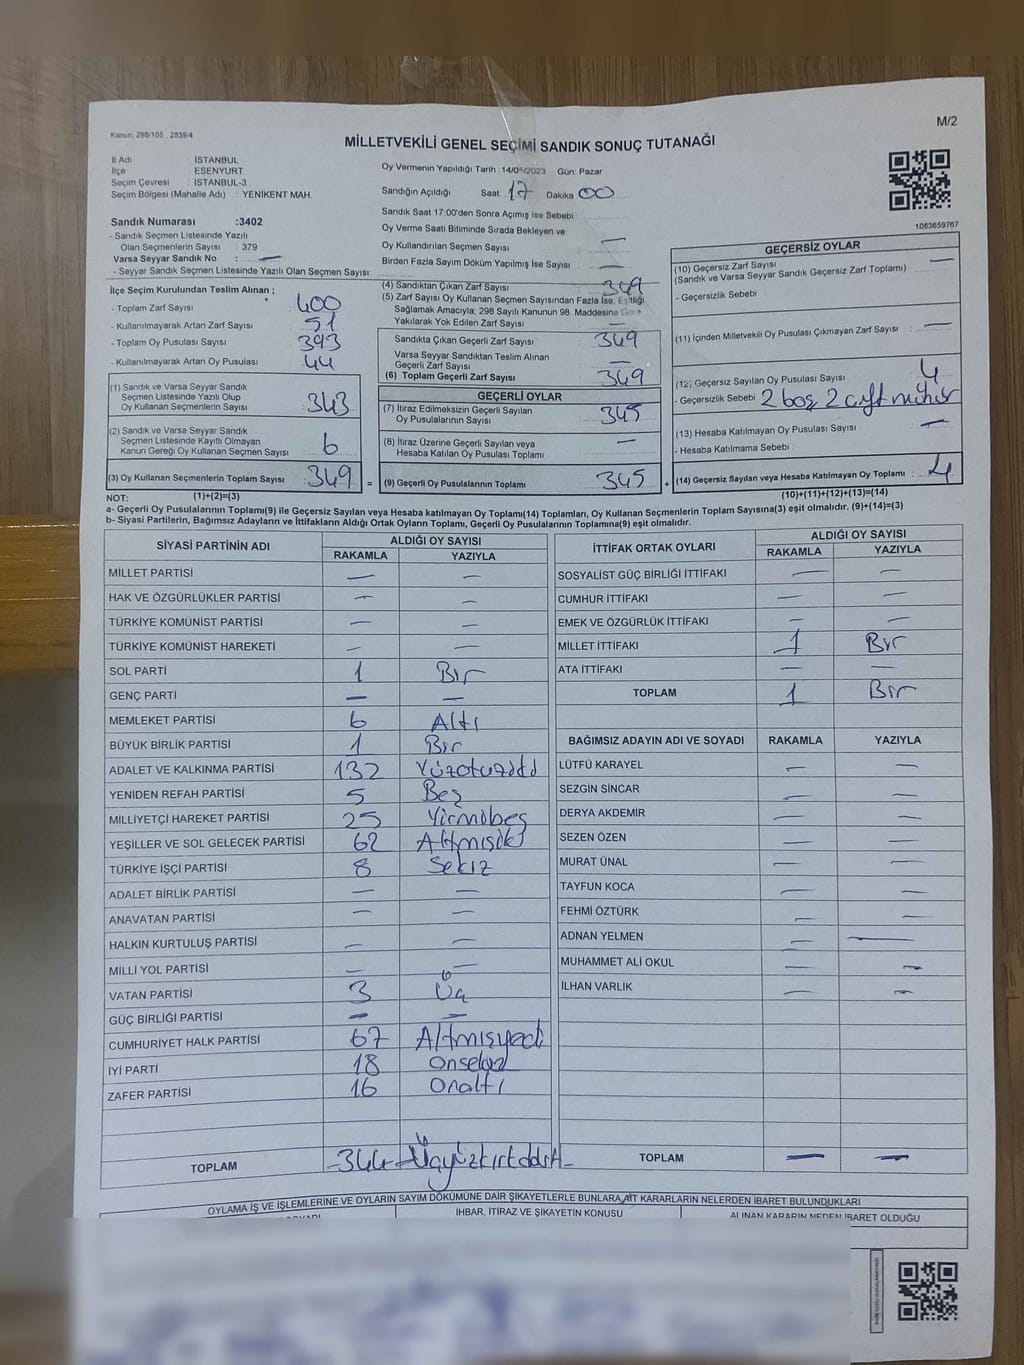 M/2
Kanun: 298/105 , 2839/4
MİLLETVEKİLİ GENEL SEÇİMİ SANDIK SONUÇ TUTANAĞI
İl Adı : İSTANBUL
İlçe : ESENYURT
Seçim Çevresi : İSTANBUL-3
Seçim Bölgesi (Mahalle Adı) : YENİKENT MAH.
Sandık Numarası :3402
- Sandık Seçmen Listesinde Yazılı
Olan Seçmenlerin Sayısı : 379
Varsa Seyyar Sandık No : —
- Seyyar Sandık Seçmen Listesinde Yazılı Olan Seçmen Sayısı:
İlçe Seçim Kurulundan Teslim Alınan ;
- Toplam Zarf Sayısı 400
- Kullanılmayarak Artan Zarf Sayısı 51
- Toplam Oy Pusulası Sayısı 393
- Kullanılmayarak Artan Oy Pusulası 44
(1) Sandık ve Varsa Seyyar Sandık
Seçmen Listesinde Yazılı Olup
Oy Kullanan Seçmenlerin Sayısı 343
(2) Sandık ve Varsa Seyyar Sandık
Seçmen Listesinde Kayıtlı Olmayan
Kanun Gereği Oy Kullanan Seçmen Sayısı 6
(3) Oy Kullanan Seçmenlerin Toplam Sayısı 349
Oy Vermenin Yapıldığı Tarih :14/05/2023 Gün: Pazar
Sandığın Açıldığı Saat: 17 Dakika 00
Sandık Saat 17:00'den Sonra Açılmış İse Sebebi :
Oy Verme Saati Bitiminde Sırada Bekleyen ve
Oy Kullandırılan Seçmen Sayısı —
Birden Fazla Sayım Döküm Yapılmış İse Sayısı —
(4) Sandıktan Çıkan Zarf Sayısı 349
(5) Zarf Sayısı Oy Kullanan Seçmen Sayısından Fazla İse, Eşitliği
Sağlamak Amacıyla; 298 Sayılı Kanunun 98. Maddesine Göre
Yakılarak Yok Edilen Zarf Sayısı —
Sandıkta Çıkan Geçerli Zarf Sayısı 349
Varsa Seyyar Sandıktan Teslim Alınan
Geçerli Zarf Sayısı —
(6) Toplam Geçerli Zarf Sayısı 349
GEÇERLİ OYLAR
(7) İtiraz Edilmeksizin Geçerli Sayılan
Oy Pusulalarının Sayısı 345
(8) İtiraz Üzerine Geçerli Sayılan veya
Hesaba Katılan Oy Pusulası Toplamı —
= (9) Geçerli Oy Pusulalarının Toplamı 345
1083659767
GEÇERSİZ OYLAR
(10) Geçersiz Zarf Sayısı —
(Sandık ve Varsa Seyyar Sandık Geçersiz Zarf Toplamı)
- Geçersizlik Sebebi :
(11) İçinden Milletvekili Oy Pusulası Çıkmayan Zarf Sayısı —
(12) Geçersiz Sayılan Oy Pusulası Sayısı 4
- Geçersizlik Sebebi 2 boş 2 çift mühür
(13) Hesaba Katılmayan Oy Pusulası Sayısı —
- Hesaba Katılmama Sebebi :
+ (14) Geçersiz Sayılan veya Hesaba Katılmayan Oy Toplamı 4
NOT: (1)+(2)=(3) (10)+(11)+(12)+(13)=(14)
a- Geçerli Oy Pusulalarının Toplamı(9) ile Geçersiz Sayılan veya Hesaba katılmayan Oy Toplamı(14) Toplamları, Oy Kullanan Seçmenlerin Toplam Sayısına(3) eşit olmalıdır. (9)+(14)=(3)
b- Siyasi Partilerin, Bağımsız Adayların ve İttifakların Aldığı Ortak Oyların Toplamı, Geçerli Oy Pusulalarının Toplamına(9) eşit olmalıdır.
SİYASİ PARTİNİN ADI ALDIĞI OY SAYISI
RAKAMLA YAZIYLA
MİLLET PARTİSİ — —
HAK VE ÖZGÜRLÜKLER PARTİSİ — —
TÜRKİYE KOMÜNİST PARTİSİ — —
TÜRKİYE KOMÜNİST HAREKETİ — —
SOL PARTİ 1 Bir
GENÇ PARTİ — —
MEMLEKET PARTİSİ 6 Altı
BÜYÜK BİRLİK PARTİSİ 1 Bir
ADALET VE KALKINMA PARTİSİ 132
YENİDEN REFAH PARTİSİ 5 Beş
MİLLİYETÇİ HAREKET PARTİSİ 25 Yirmibeş
YEŞİLLER VE SOL GELECEK PARTİSİ 62 Altmışiki
TÜRKİYE İŞÇİ PARTİSİ 8 Sekiz
ADALET BİRLİK PARTİSİ — —
ANAVATAN PARTİSİ — —
HALKIN KURTULUŞ PARTİSİ — —
MİLLİ YOL PARTİSİ — —
VATAN PARTİSİ 3 Üç
GÜÇ BİRLİĞİ PARTİSİ — —
CUMHURİYET HALK PARTİSİ 67 Altmışyedi
İYİ PARTİ 18 Onsekiz
ZAFER PARTİSİ 16 Onaltı
TOPLAM -344- Üçyüzkırkdört-
İTTİFAK ORTAK OYLARI ALDIĞI OY SAYISI
RAKAMLA YAZIYLA
SOSYALİST GÜÇ BİRLİĞİ İTTİFAKI — —
CUMHUR İTTİFAKI — —
EMEK VE ÖZGÜRLÜK İTTİFAKI — —
MİLLET İTTİFAKI 1 Bir
ATA İTTİFAKI — —
TOPLAM 1 Bir
BAĞIMSIZ ADAYIN ADI VE SOYADI RAKAMLA YAZIYLA
LÜTFÜ KARAYEL — —
SEZGİN SİNCAR — —
DERYA AKDEMİR — —
SEZEN ÖZEN — —
MURAT ÜNAL — —
TAYFUN KOCA — —
FEHMİ ÖZTÜRK — —
ADNAN YELMEN — —
MUHAMMET ALİ OKUL — —
İLHAN VARLIK — —
TOPLAM — —
OYLAMA İŞ VE İŞLEMLERİNE VE OYLARIN SAYIM DÖKÜMÜNE DAİR ŞİKAYETLERLE BUNLARA AİT KARARLARIN NELERDEN İBARET BULUNDUKLARI
İHBAR, İTİRAZ VE ŞİKAYETİN KONUSU
ALINAN KARARIN NEDEN İBARET OLDUĞU